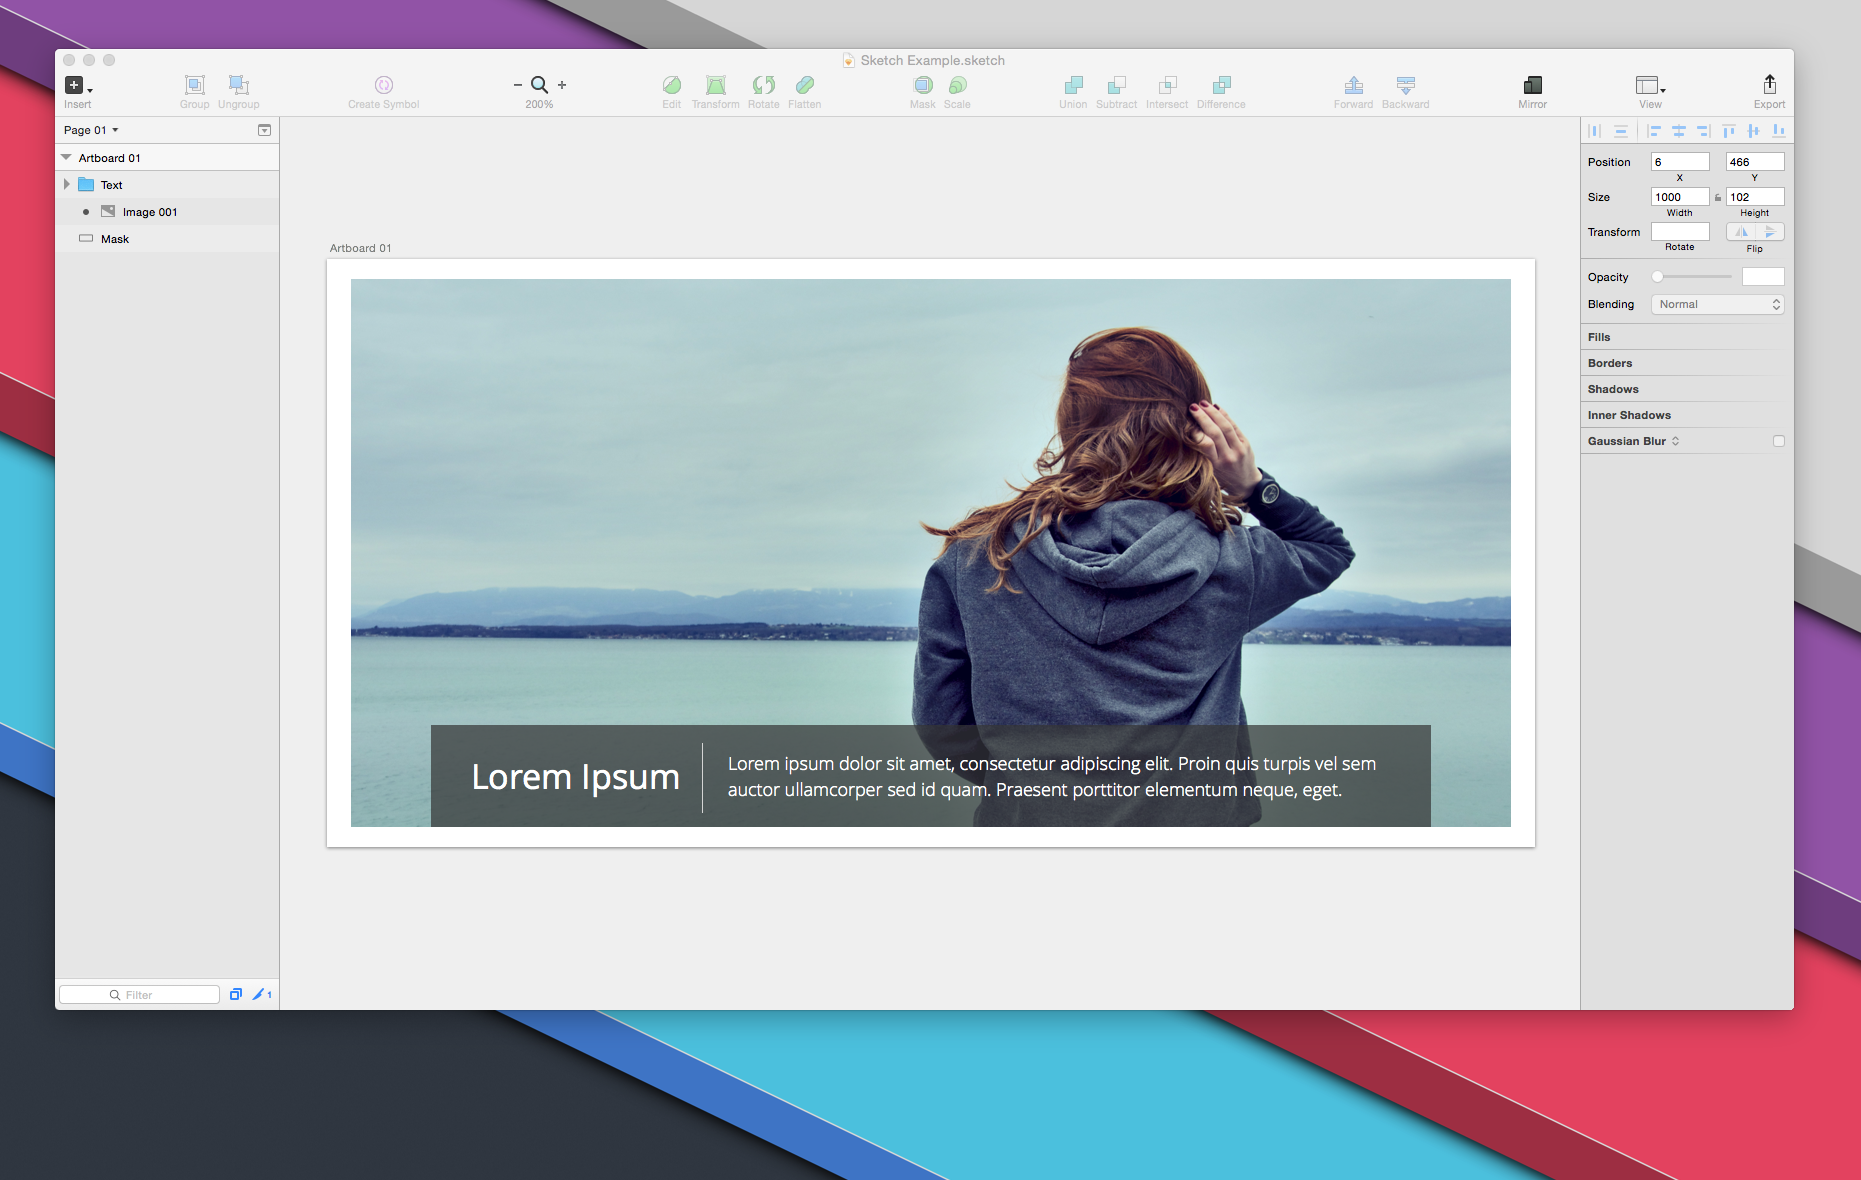 Sketch Example.sketch
Insert
Group
Ungroup
Create Symbol
200%
Edit
Transform
Rotate
Flatten
Mask
Scale
Union
Subtract
Intersect
Difference
Forward
Backward
Mirror
View
Export
Page 01
Artboard 01
Text
Image 001
Mask
Filter
1
Artboard 01
Lorem Ipsum
Lorem ipsum dolor sit amet, consectetur adipiscing elit. Proin quis turpis vel sem
auctor ullamcorper sed id quam. Praesent porttitor elementum neque, eget.
Position 6 466
X Y
Size 1000 102
Width Height
Transform
Rotate Flip
Opacity
Blending Normal
Fills
Borders
Shadows
Inner Shadows
Gaussian Blur